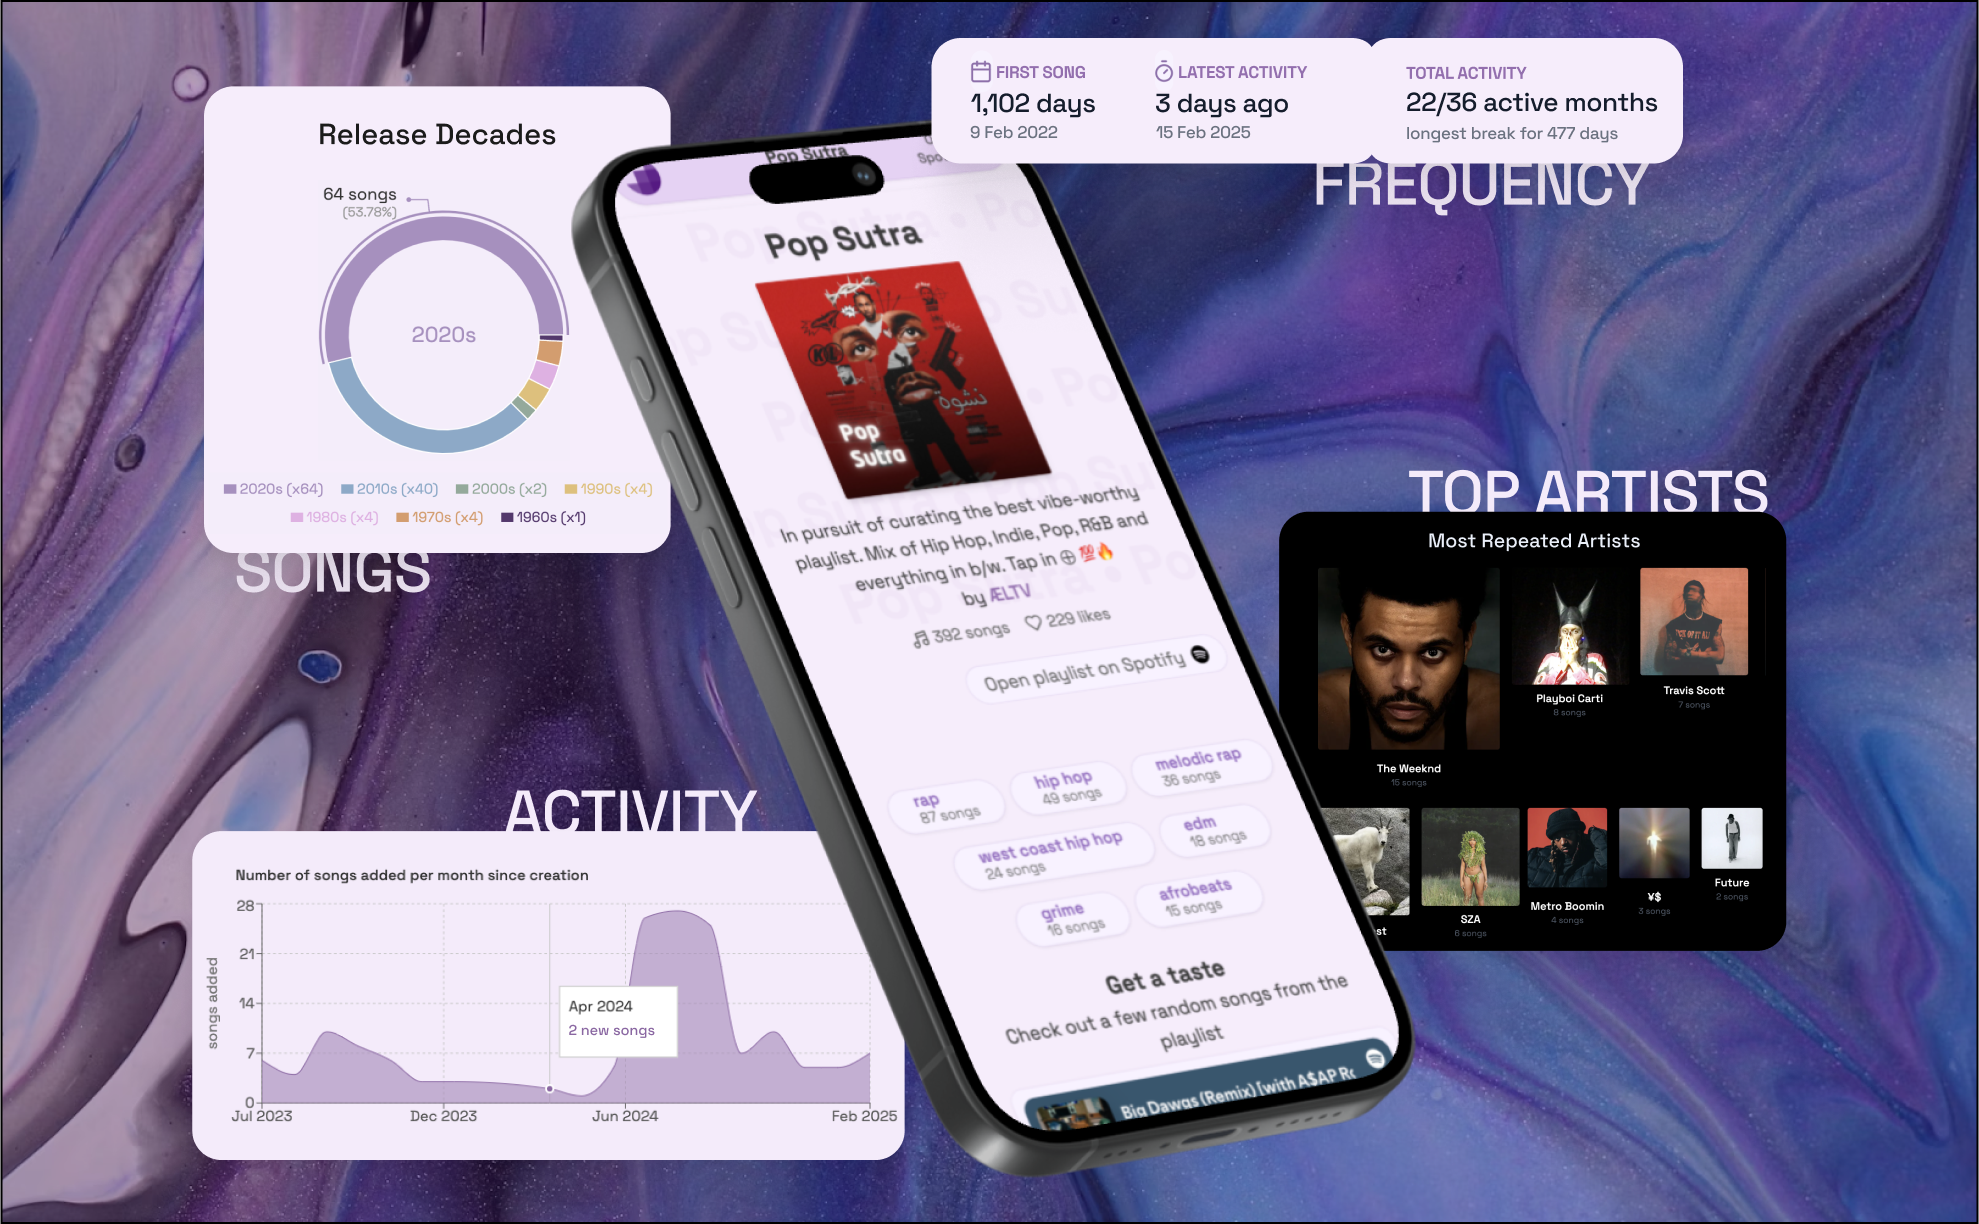 FIRST SONG
1,102 days
9 Feb 2022
LATEST ACTIVITY
3 days ago
15 Feb 2025
TOTAL ACTIVITY
22/36 active months
longest break for 477 days
FREQUENCY
Release Decades
64 songs
(53.78%)
2020s
2020s (x64)
2010s (x40)
2000s (x2)
1990s (x4)
1980s (x4)
1970s (x4)
1960s (x1)
SONGS
Pop Sutra
Pop Sutra
KL
نشوة
Pop
Sutra
In pursuit of curating the best vibe-worthy
playlist. Mix of Hip Hop, Indie, Pop, R&B and
everything in b/w. Tap in ⊕ 💯🔥
by ÆLTV
392 songs
229 likes
Open playlist on Spotify
rap
87 songs
hip hop
49 songs
melodic rap
36 songs
west coast hip hop
24 songs
edm
18 songs
grime
16 songs
afrobeats
15 songs
Get a taste
Check out a few random songs from the
playlist
Big Dawgs (Remix) [with A$AP Ro
TOP ARTISTS
Most Repeated Artists
The Weeknd
15 songs
Playboi Carti
8 songs
Travis Scott
7 songs
st
SZA
6 songs
Metro Boomin
4 songs
¥$
3 songs
Future
2 songs
ACTIVITY
Number of songs added per month since creation
songs added
28
21
14
7
0
Apr 2024
2 new songs
Jul 2023
Dec 2023
Jun 2024
Feb 2025